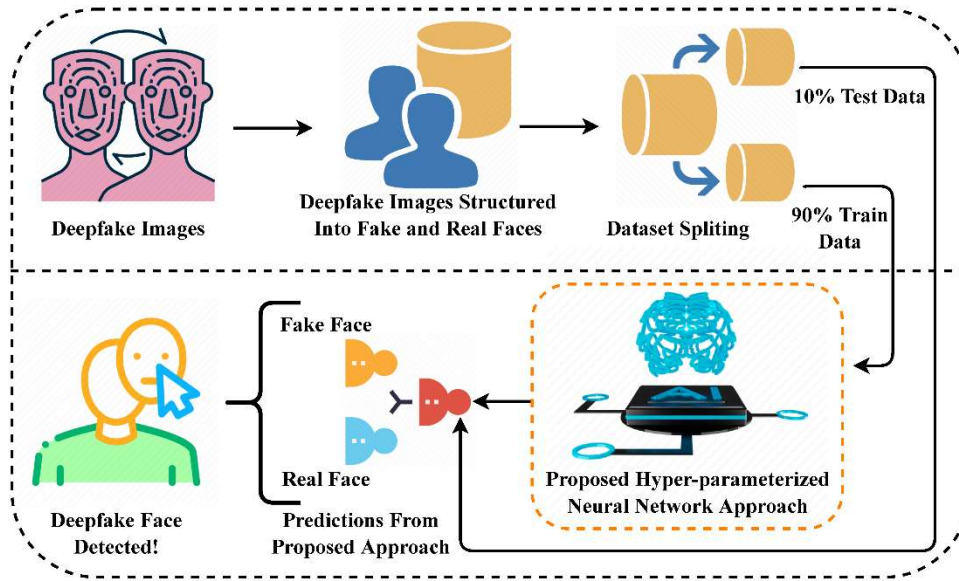 Deepfake Images
Deepfake Images Structured
Into Fake and Real Faces
Dataset Spliting
10% Test Data
90% Train
Data
Fake Face
Real Face
Deepfake Face
Detected!
Predictions From
Proposed Approach
AI
Proposed Hyper-parameterized
Neural Network Approach